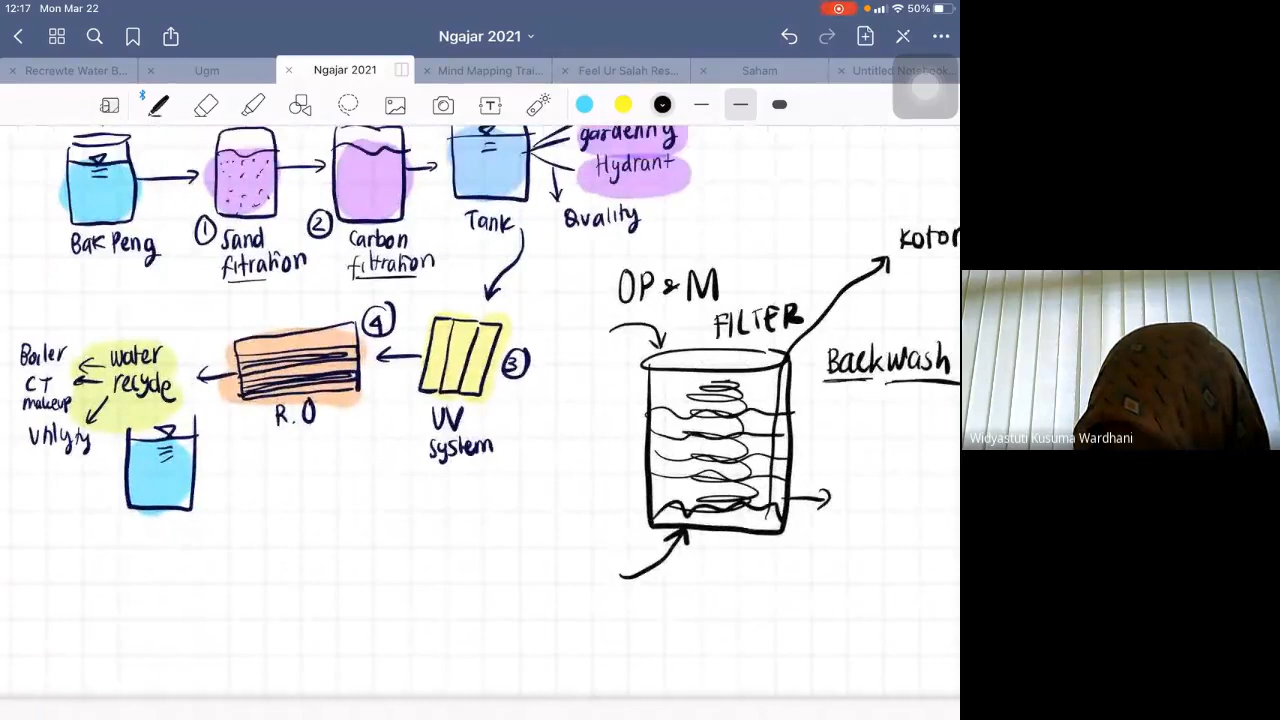 12:17 Mon Mar 22
50%
Ngajar 2021
Recrewte Water B...
Ugm
Ngajar 2021
Mind Mapping Trai...
Feel Ur Salah Res...
Saham
Untitled Notebook...
T
gardenny
Hydrant
Bak Peng
1 Sand
filtration
2 Carbon
filtration
Tank
Quality
Kotor
OP & M
FILTER
Backwash
Boiler
CT
makeup
Utilyty
water
recycle
4
R.O
3
UV
system
Widyastuti Kusuma Wardhani